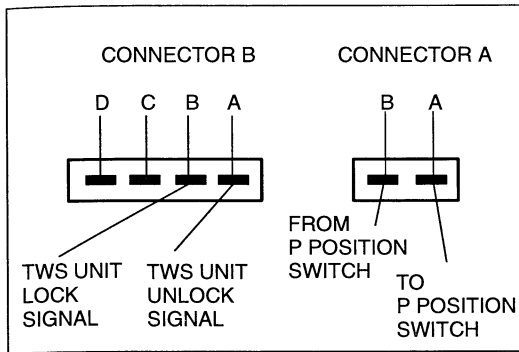 CONNECTOR B
CONNECTOR A
D C B A
B A
TWS UNIT
LOCK
SIGNAL
TWS UNIT
UNLOCK
SIGNAL
FROM
P POSITION
SWITCH
TO
P POSITION
SWITCH